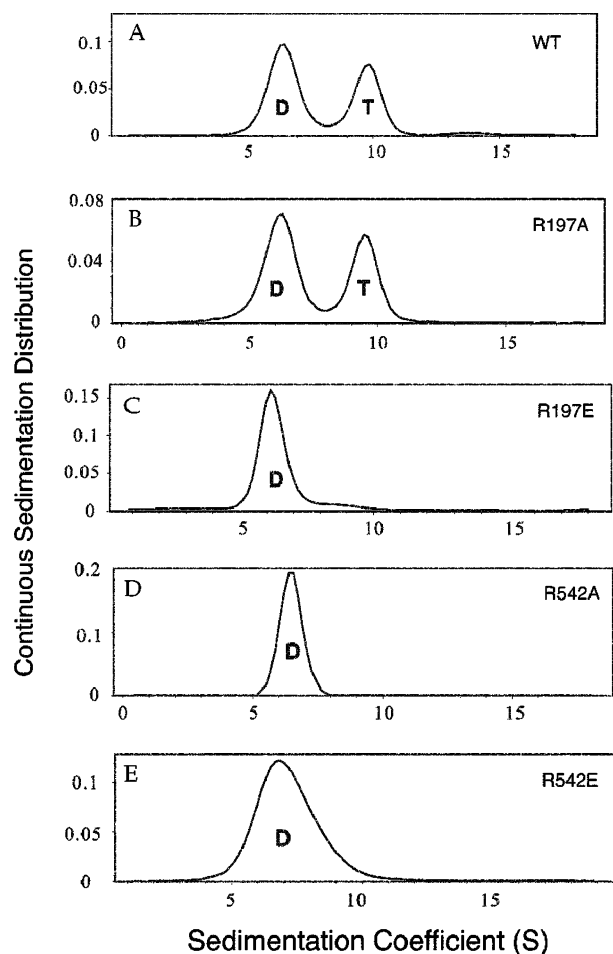 Continuous Sedimentation Distribution
A
WT
0.1
0.05
0
D
T
5
10
15
B
R197A
0.08
0.04
0
D
T
0
5
10
15
C
R197E
0.15
0.1
0.05
0
D
5
10
15
D
R542A
0.2
0.1
0
D
0
5
10
15
E
R542E
0.1
0.05
0
D
5
10
15
Sedimentation Coefficient (S)